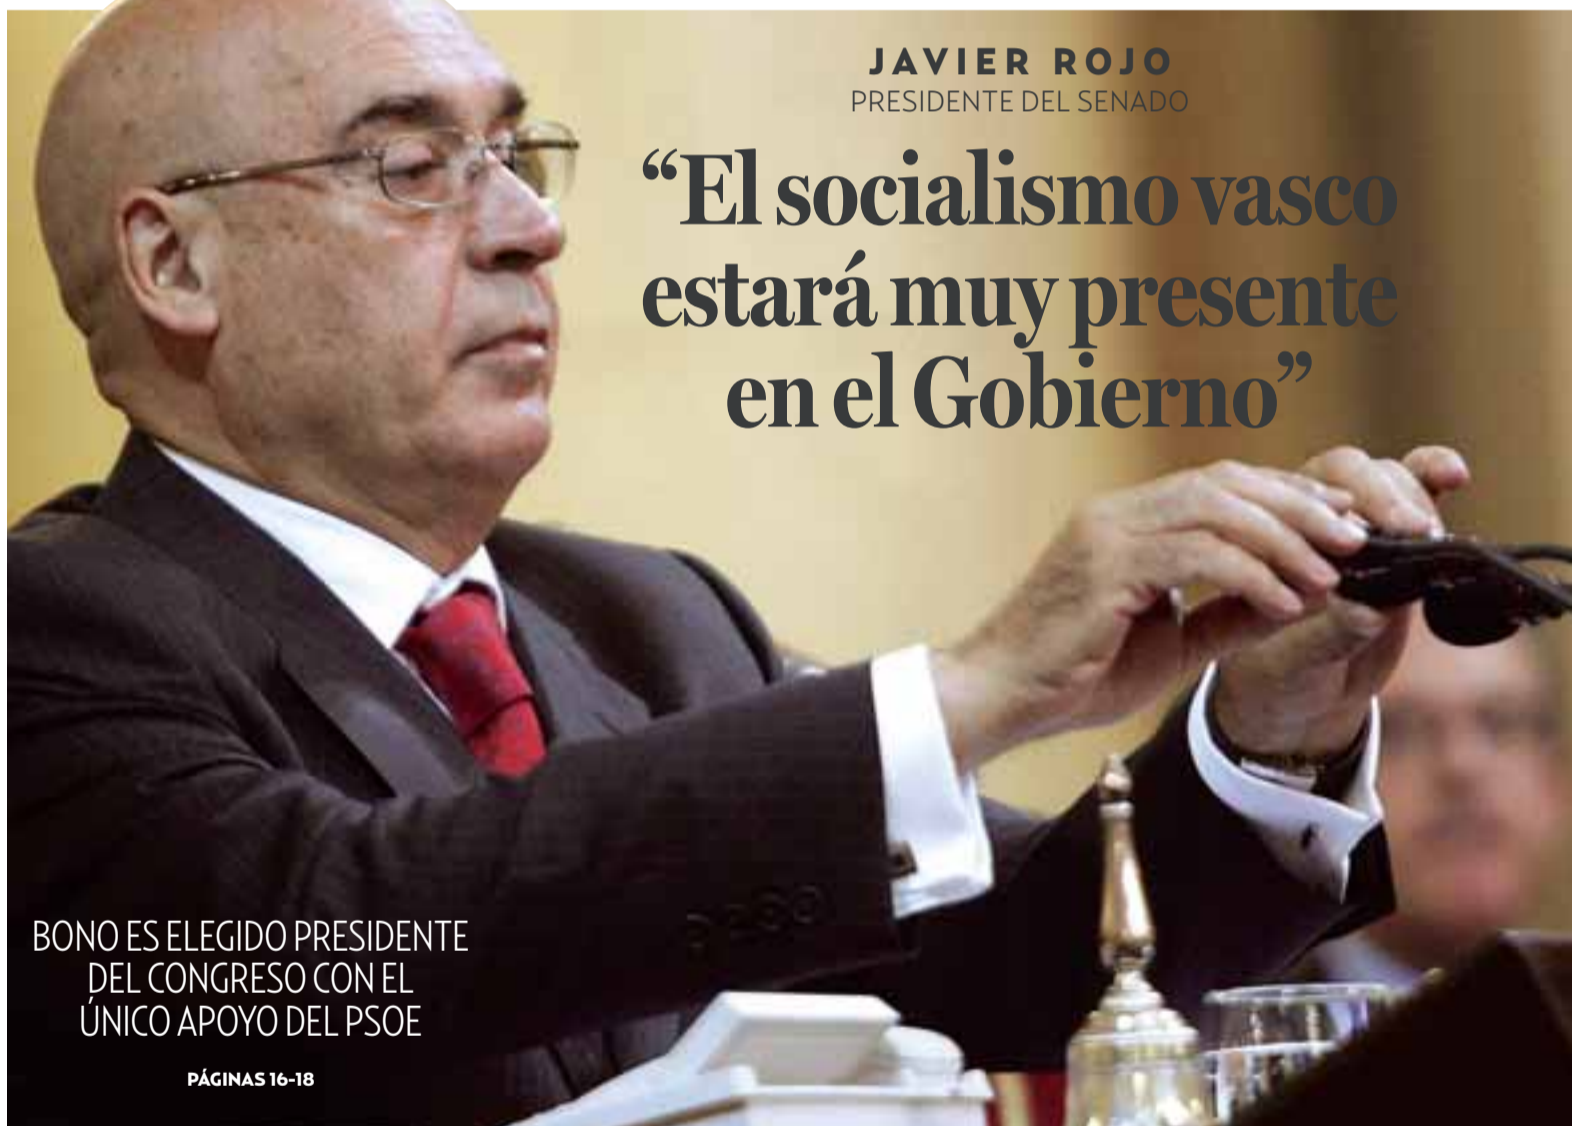 JAVIER ROJO
PRESIDENTE DEL SENADO
“El socialismo vasco
estará muy presente
en el Gobierno”
BONO ES ELEGIDO PRESIDENTE
DEL CONGRESO CON EL
ÚNICO APOYO DEL PSOE
PÁGINAS 16-18